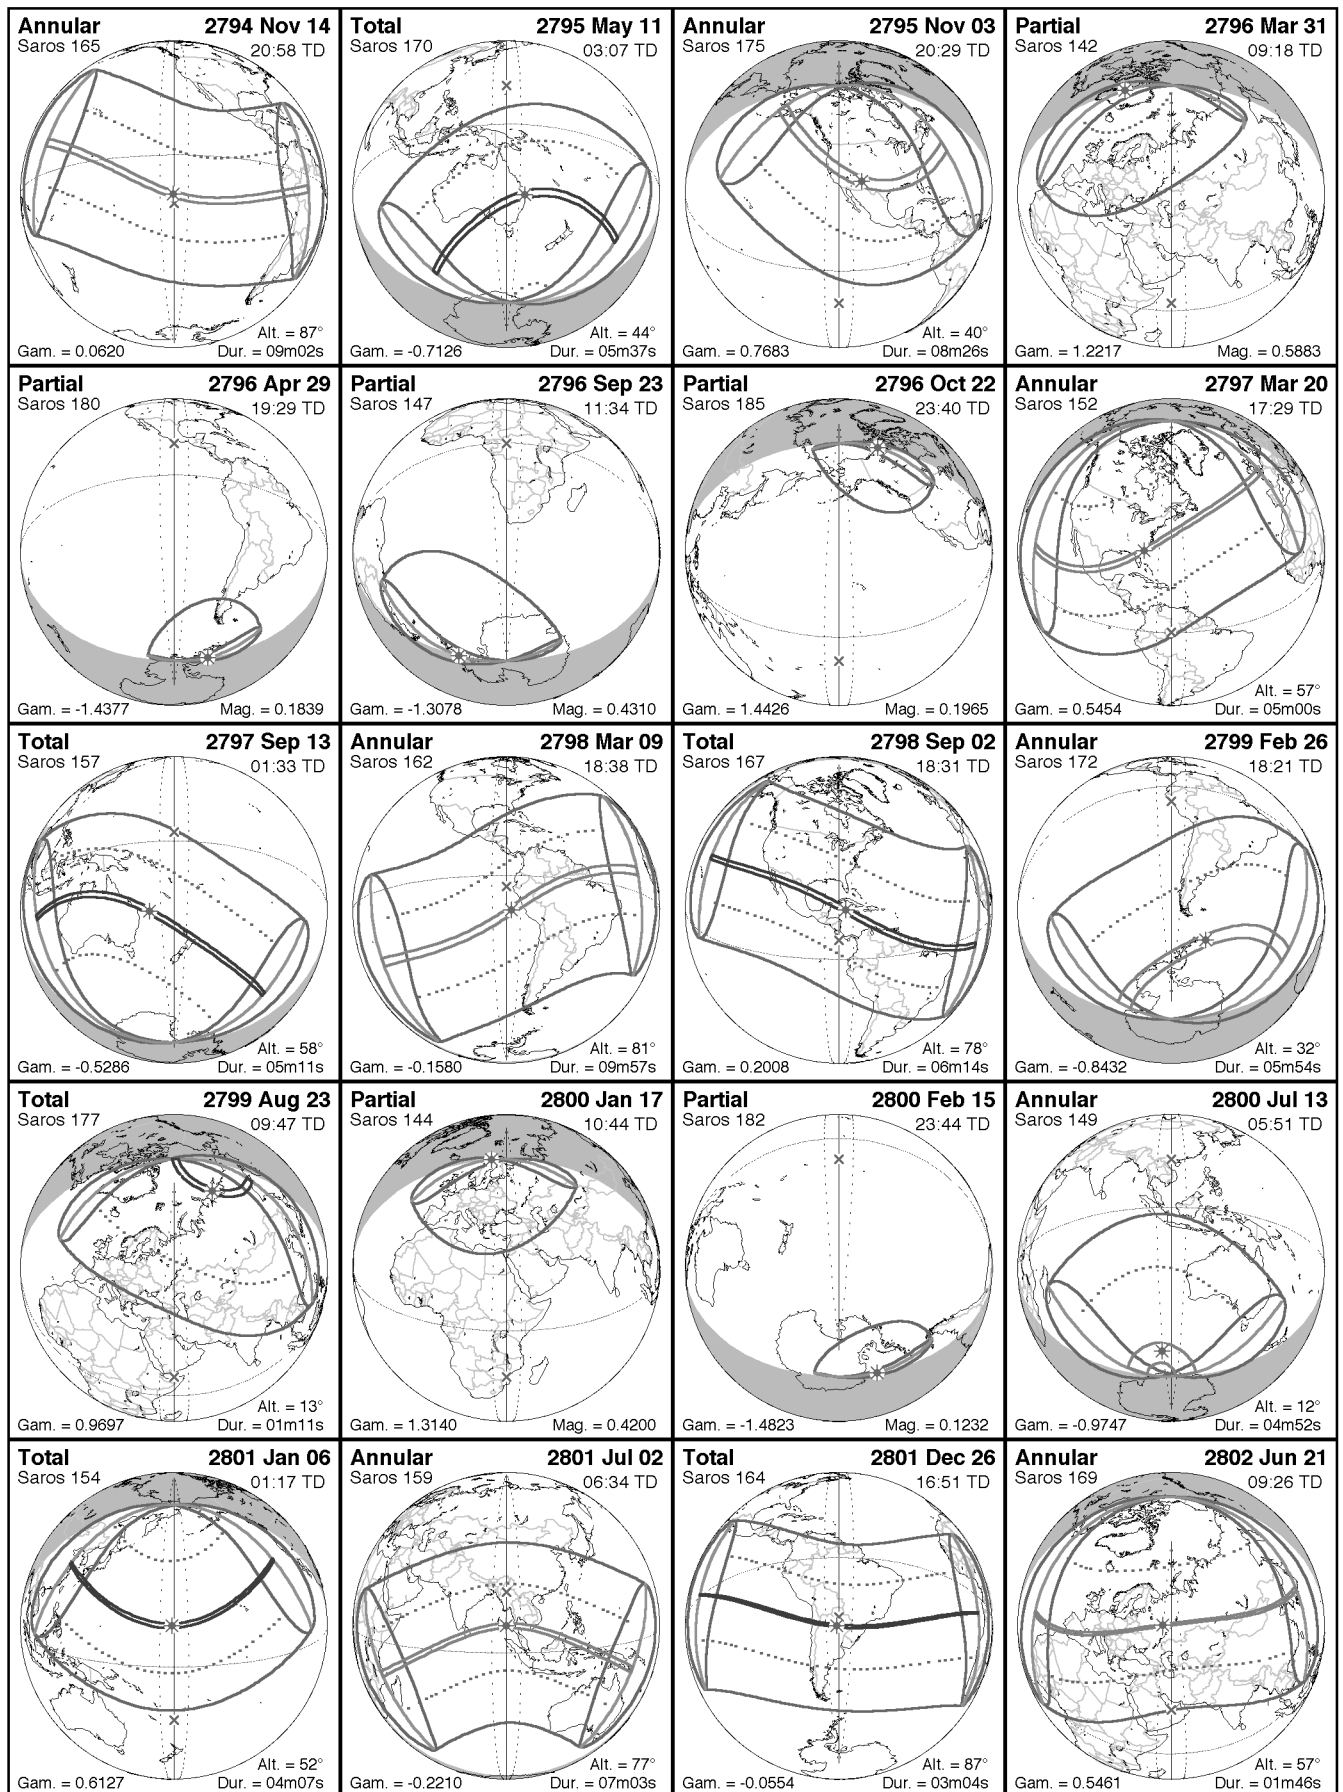 Annular 2794 Nov 14
Saros 165 20:58 TD
Alt. = 87°
Gam. = 0.0620 Dur. = 09m02s
Total 2795 May 11
Saros 170 03:07 TD
Alt. = 44°
Gam. = -0.7126 Dur. = 05m37s
Annular 2795 Nov 03
Saros 175 20:29 TD
Alt. = 40°
Gam. = 0.7683 Dur. = 08m26s
Partial 2796 Mar 31
Saros 142 09:18 TD
Gam. = 1.2217 Mag. = 0.5883
Partial 2796 Apr 29
Saros 180 19:29 TD
Gam. = -1.4377 Mag. = 0.1839
Partial 2796 Sep 23
Saros 147 11:34 TD
Gam. = -1.3078 Mag. = 0.4310
Partial 2796 Oct 22
Saros 185 23:40 TD
Gam. = 1.4426 Mag. = 0.1965
Annular 2797 Mar 20
Saros 152 17:29 TD
Alt. = 57°
Gam. = 0.5454 Dur. = 05m00s
Total 2797 Sep 13
Saros 157 01:33 TD
Alt. = 58°
Gam. = -0.5286 Dur. = 05m11s
Annular 2798 Mar 09
Saros 162 18:38 TD
Alt. = 81°
Gam. = -0.1580 Dur. = 09m57s
Total 2798 Sep 02
Saros 167 18:31 TD
Alt. = 78°
Gam. = 0.2008 Dur. = 06m14s
Annular 2799 Feb 26
Saros 172 18:21 TD
Alt. = 32°
Gam. = -0.8432 Dur. = 05m54s
Total 2799 Aug 23
Saros 177 09:47 TD
Alt. = 13°
Gam. = 0.9697 Dur. = 01m11s
Partial 2800 Jan 17
Saros 144 10:44 TD
Gam. = 1.3140 Mag. = 0.4200
Partial 2800 Feb 15
Saros 182 23:44 TD
Gam. = -1.4823 Mag. = 0.1232
Annular 2800 Jul 13
Saros 149 05:51 TD
Alt. = 12°
Gam. = -0.9747 Dur. = 04m52s
Total 2801 Jan 06
Saros 154 01:17 TD
Alt. = 52°
Gam. = 0.6127 Dur. = 04m07s
Annular 2801 Jul 02
Saros 159 06:34 TD
Alt. = 77°
Gam. = -0.2210 Dur. = 07m03s
Total 2801 Dec 26
Saros 164 16:51 TD
Alt. = 87°
Gam. = -0.0554 Dur. = 03m04s
Annular 2802 Jun 21
Saros 169 09:26 TD
Alt. = 57°
Gam. = 0.5461 Dur. = 01m46s